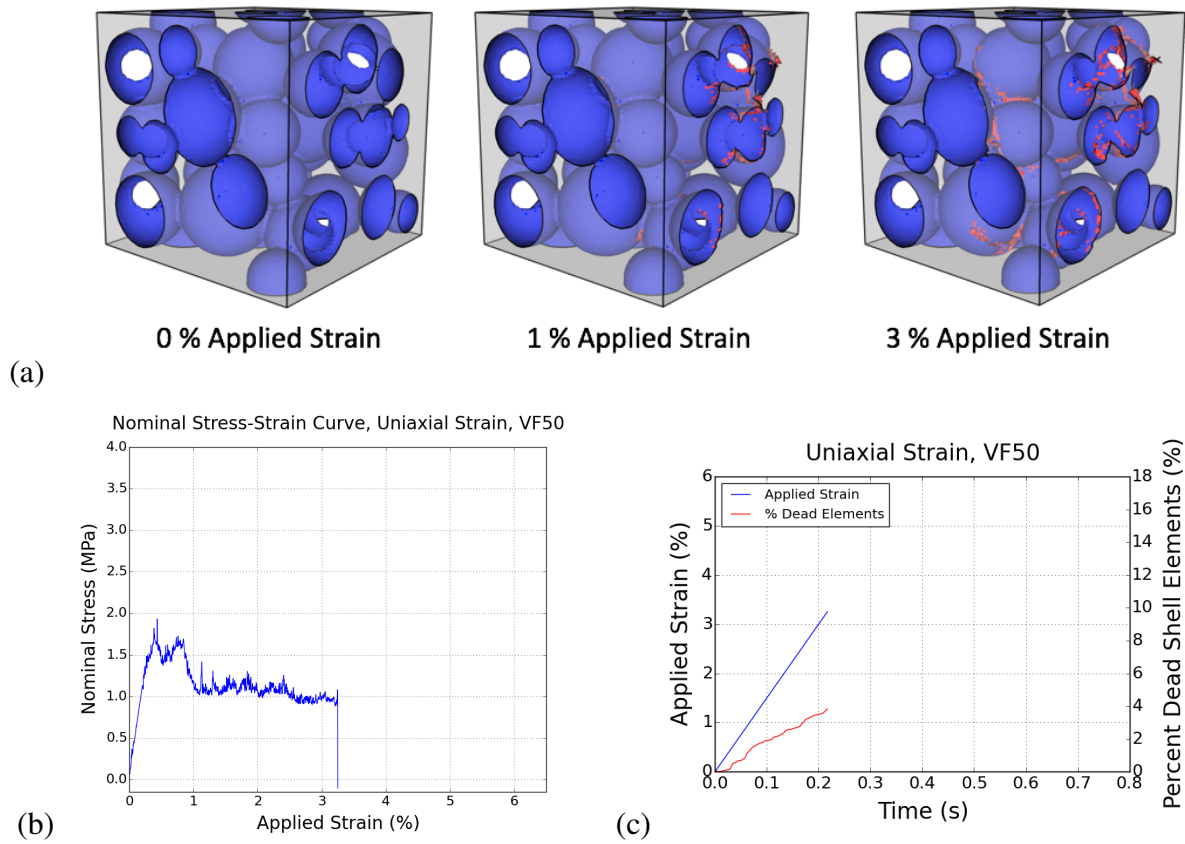 0 % Applied Strain
1 % Applied Strain
3 % Applied Strain
(a)
Nominal Stress-Strain Curve, Uniaxial Strain, VF50
4.0
3.5
3.0
2.5
2.0
1.5
1.0
0.5
0.0
Nominal Stress (MPa)
0 1 2 3 4 5 6
Applied Strain (%)
(b)
Uniaxial Strain, VF50
Applied Strain
% Dead Elements
6
5
4
3
2
1
0
Applied Strain (%)
18
16
14
12
10
8
6
4
2
0
Percent Dead Shell Elements (%)
0.0 0.1 0.2 0.3 0.4 0.5 0.6 0.7 0.8
Time (s)
(c)